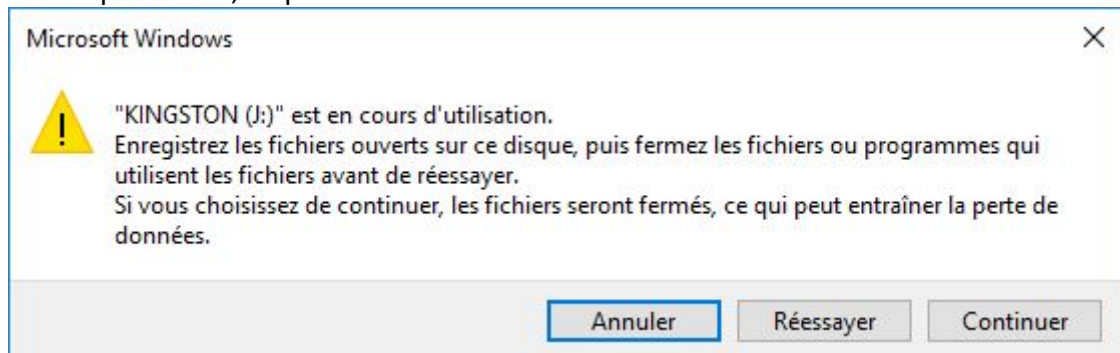 Microsoft Windows
"KINGSTON (J:)" est en cours d'utilisation.
Enregistrez les fichiers ouverts sur ce disque, puis fermez les fichiers ou programmes qui
utilisent les fichiers avant de réessayer.
Si vous choisissez de continuer, les fichiers seront fermés, ce qui peut entraîner la perte de
données.
Annuler Réessayer Continuer